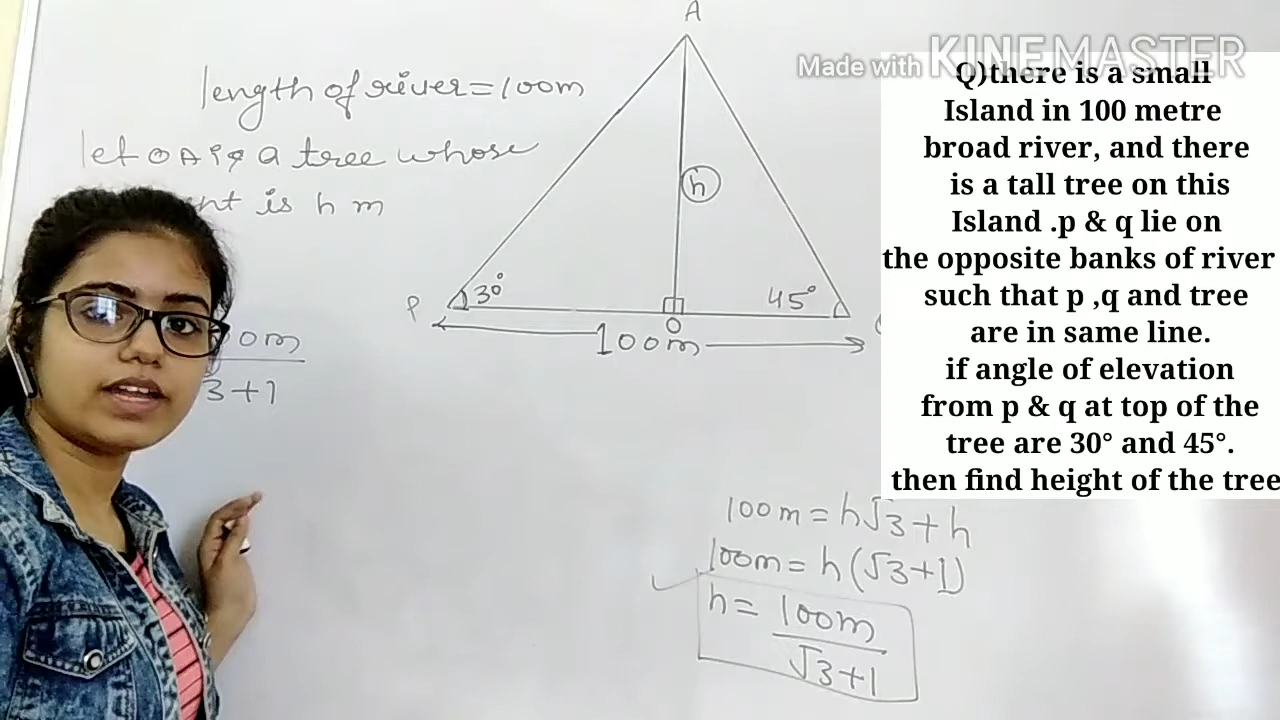 A
Made with KINEMASTER
length of river=100m
let OA is a tree whose
is h m
h
P
30°
45°
O
100m
00m
3+1
Q)there is a small
Island in 100 metre
broad river, and there
is a tall tree on this
Island .p & q lie on
the opposite banks of river
such that p ,q and tree
are in same line.
if angle of elevation
from p & q at top of the
tree are 30° and 45°.
then find height of the tree
100m = h√3+h
100m = h(√3+1)
h = 100m
√3+1